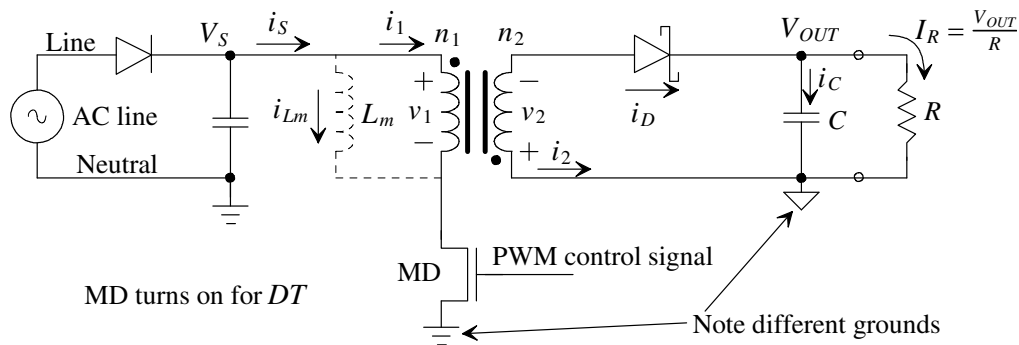 Line
V_S
i_S
i_1
n_1
n_2
V_OUT
I_R = V_OUT/R
AC line
i_Lm
L_m
+
v_1
−
−
v_2
+
i_D
i_C
C
R
Neutral
i_2
MD
PWM control signal
MD turns on for DT
Note different grounds